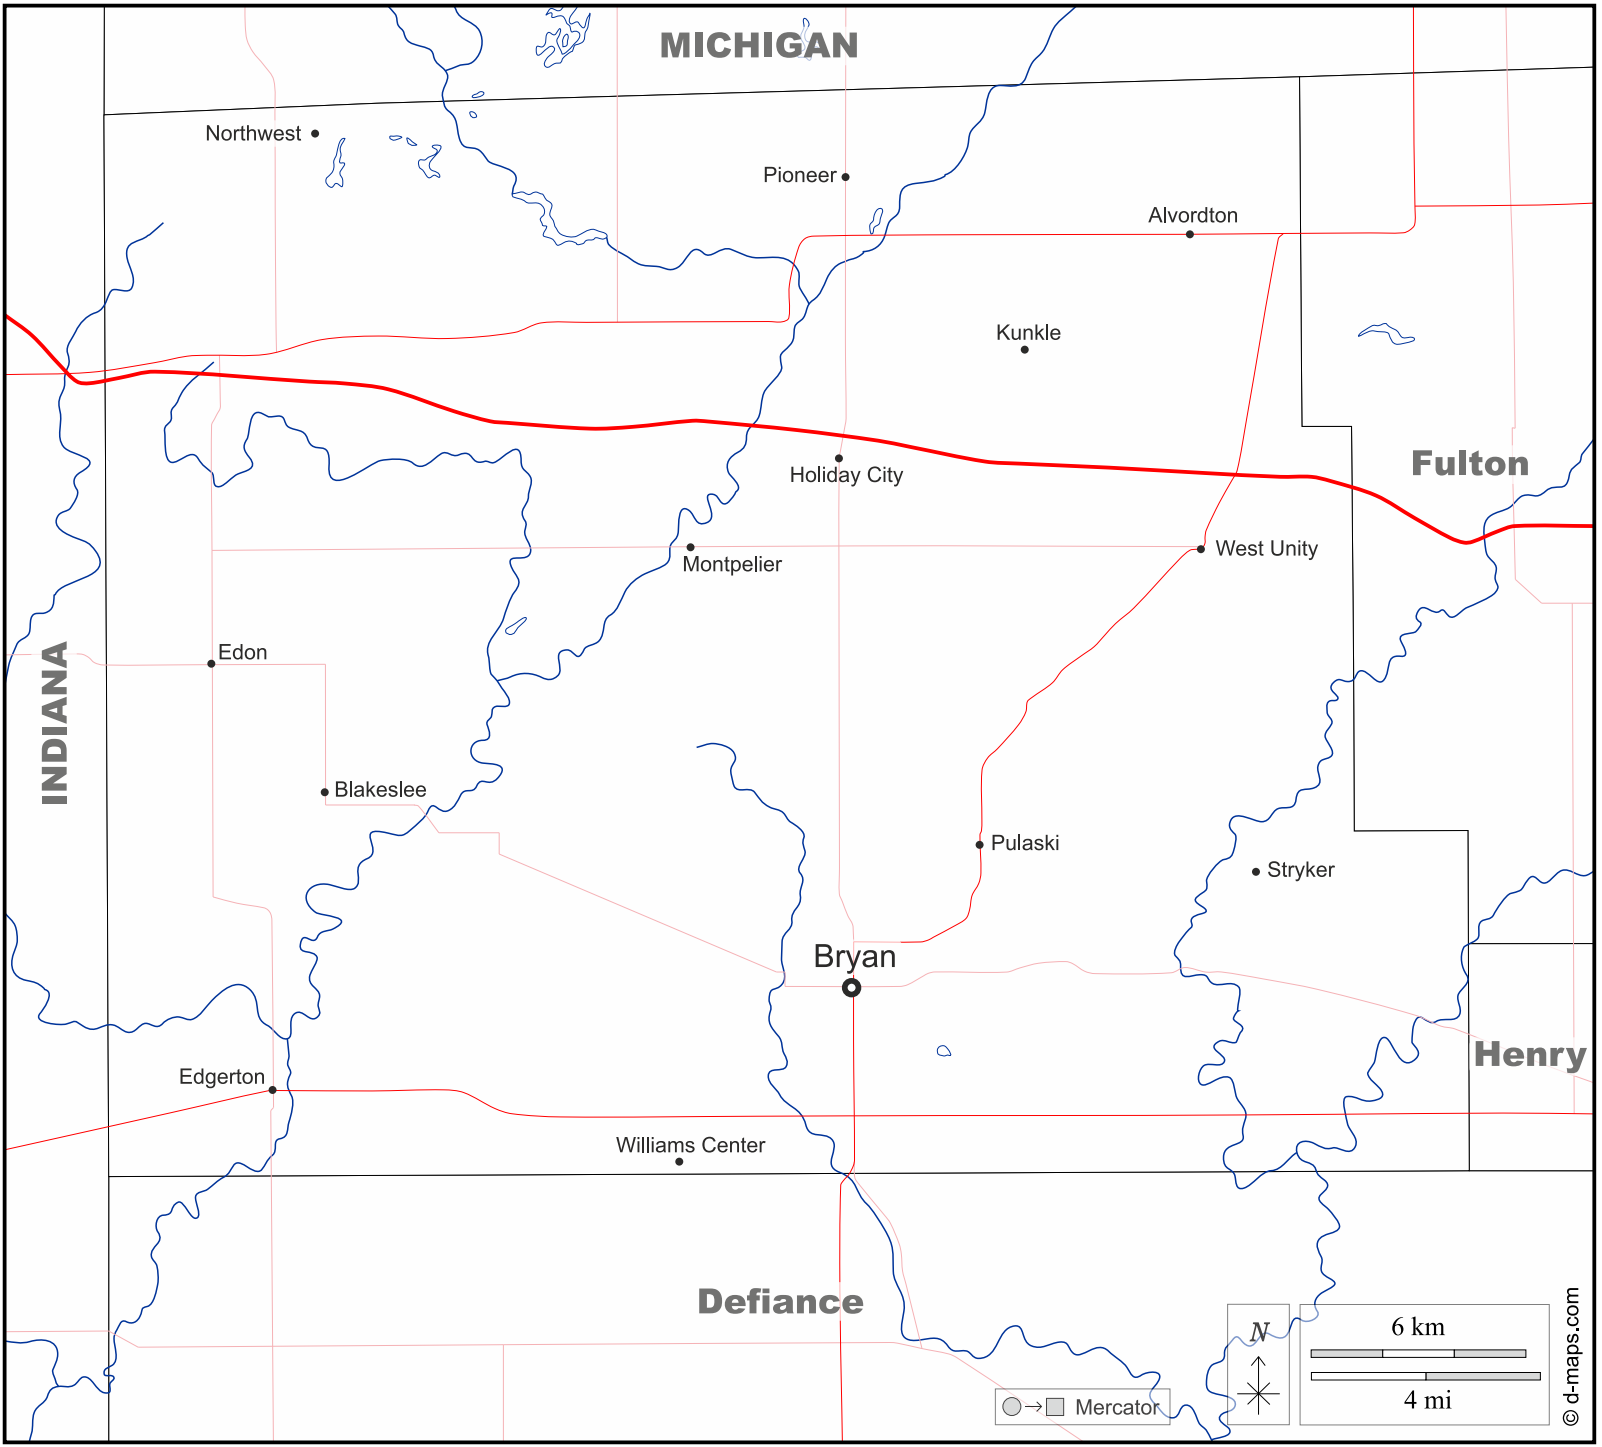 MICHIGAN
Northwest
Pioneer
Alvordton
Kunkle
Fulton
Holiday City
West Unity
Montpelier
INDIANA
Edon
Blakeslee
Pulaski
Stryker
Bryan
Henry
Edgerton
Williams Center
Defiance
N
6 km
4 mi
Mercator
© d-maps.com